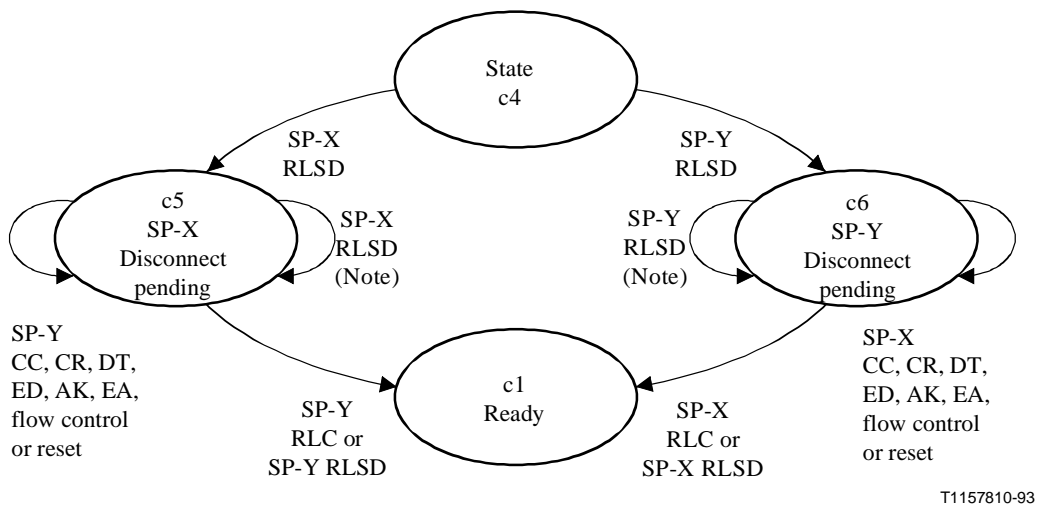 State
c4
SP-X
RLSD
SP-Y
RLSD
c5
SP-X
Disconnect
pending
SP-X
RLSD
(Note)
SP-Y
RLSD
(Note)
c6
SP-Y
Disconnect
pending
SP-Y
CC, CR, DT,
ED, AK, EA,
flow control
or reset
c1
Ready
SP-Y
RLC or
SP-Y RLSD
SP-X
RLC or
SP-X RLSD
SP-X
CC, CR, DT,
ED, AK, EA,
flow control
or reset
T1157810-93